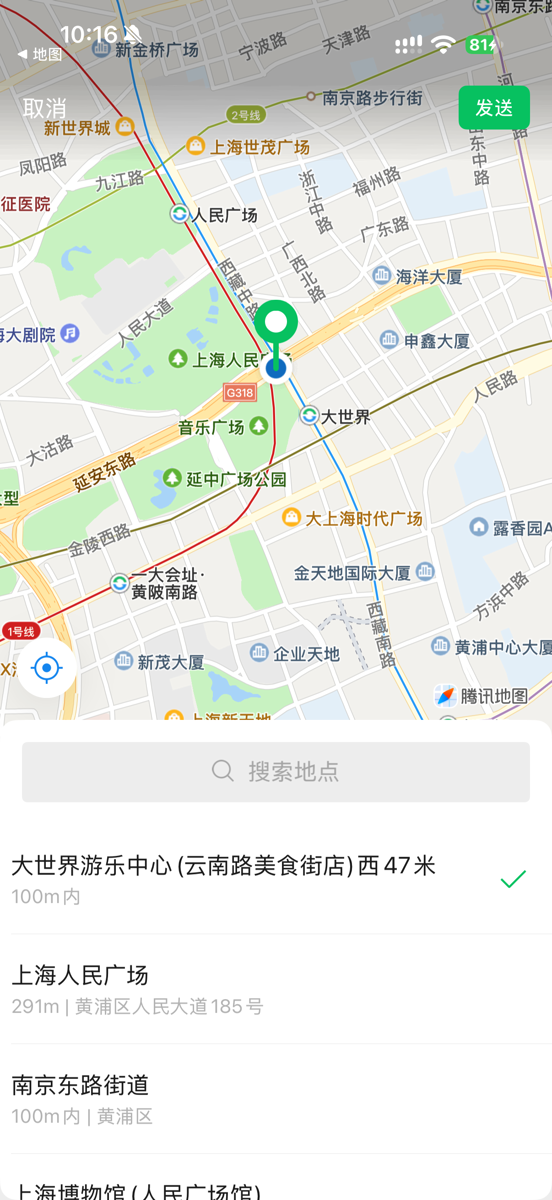 10:16
81
地图
南京东路
新金桥广场
宁波路
天津路
取消
发送
南京路步行街
新世界城
2号线
上海世茂广场
凤阳路
九江路
浙江中路
福州路
征医院
人民广场
广东路
广西北路
西藏中路
海洋大厦
人民大道
海大剧院
申鑫大厦
上海人民广场
G318
人民路
大世界
音乐广场
大沽路
延安东路
延中广场公园
大上海时代广场
露香园A
金陵西路
一大会址·
黄陂南路
金天地国际大厦
方浜中路
西藏南路
1号线
新茂大厦
企业天地
黄浦中心大厦
腾讯地图
上海新天地
搜索地点
大世界游乐中心(云南路美食街店)西47米
100m内
上海人民广场
291m | 黄浦区人民大道185号
南京东路街道
100m内 | 黄浦区
上海博物馆(人民广场馆)